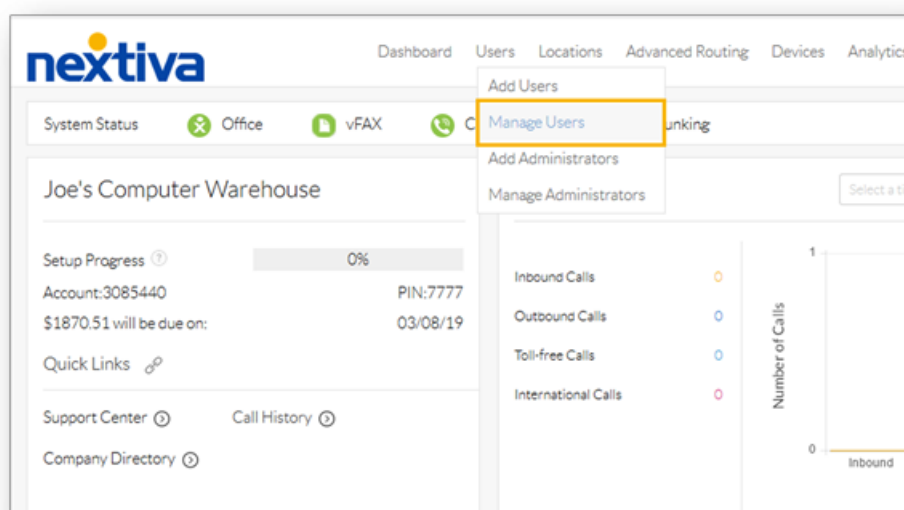 nextiva
Dashboard Users Locations Advanced Routing Devices Analytics
Add Users
Manage Users
Add Administrators
Manage Administrators
System Status Office vFAX C unking
Joe's Computer Warehouse
Select a ti
Setup Progress ? 0%
Account:3085440 PIN:7777
$1870.51 will be due on: 03/08/19
Quick Links
Support Center Call History
Company Directory
Inbound Calls 0
Outbound Calls 0
Toll-free Calls 0
International Calls 0
Number of Calls
1
0
Inbound